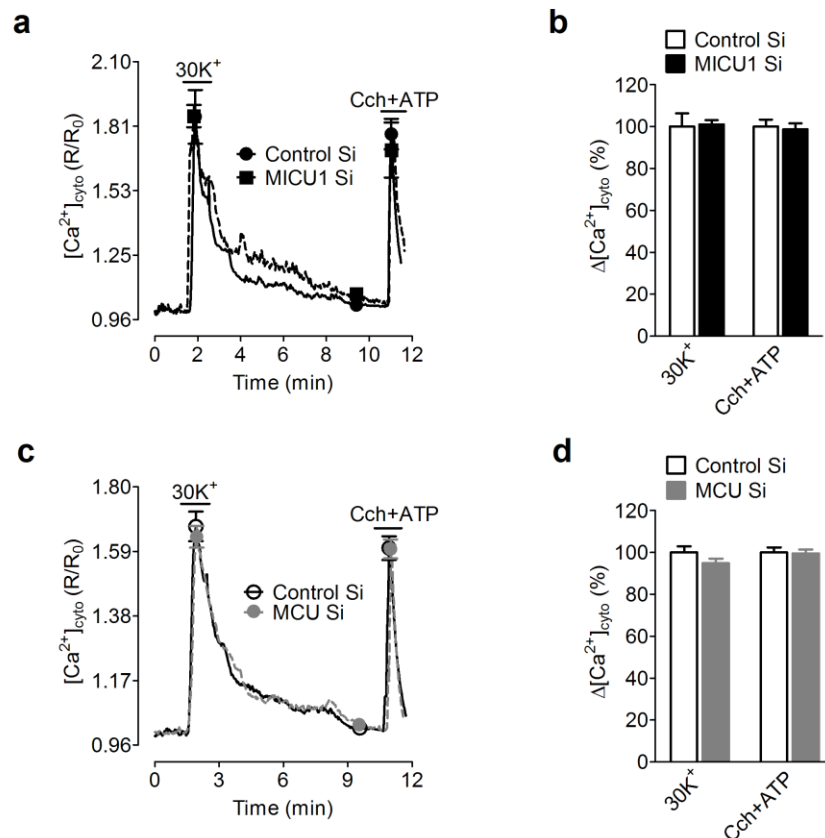 a
30K⁺
Cch+ATP
Control Si
MICU1 Si
[Ca²⁺]cyto (R/R₀)
2.10
1.81
1.53
1.25
0.96
0 2 4 6 8 10 12
Time (min)
b
Control Si
MICU1 Si
Δ[Ca²⁺]cyto (%)
120
100
80
60
40
20
0
30K⁺
Cch+ATP
c
30K⁺
Cch+ATP
Control Si
MCU Si
[Ca²⁺]cyto (R/R₀)
1.80
1.59
1.38
1.17
0.96
0 3 6 9 12
Time (min)
d
Control Si
MCU Si
Δ[Ca²⁺]cyto (%)
120
100
80
60
40
20
0
30K⁺
Cch+ATP